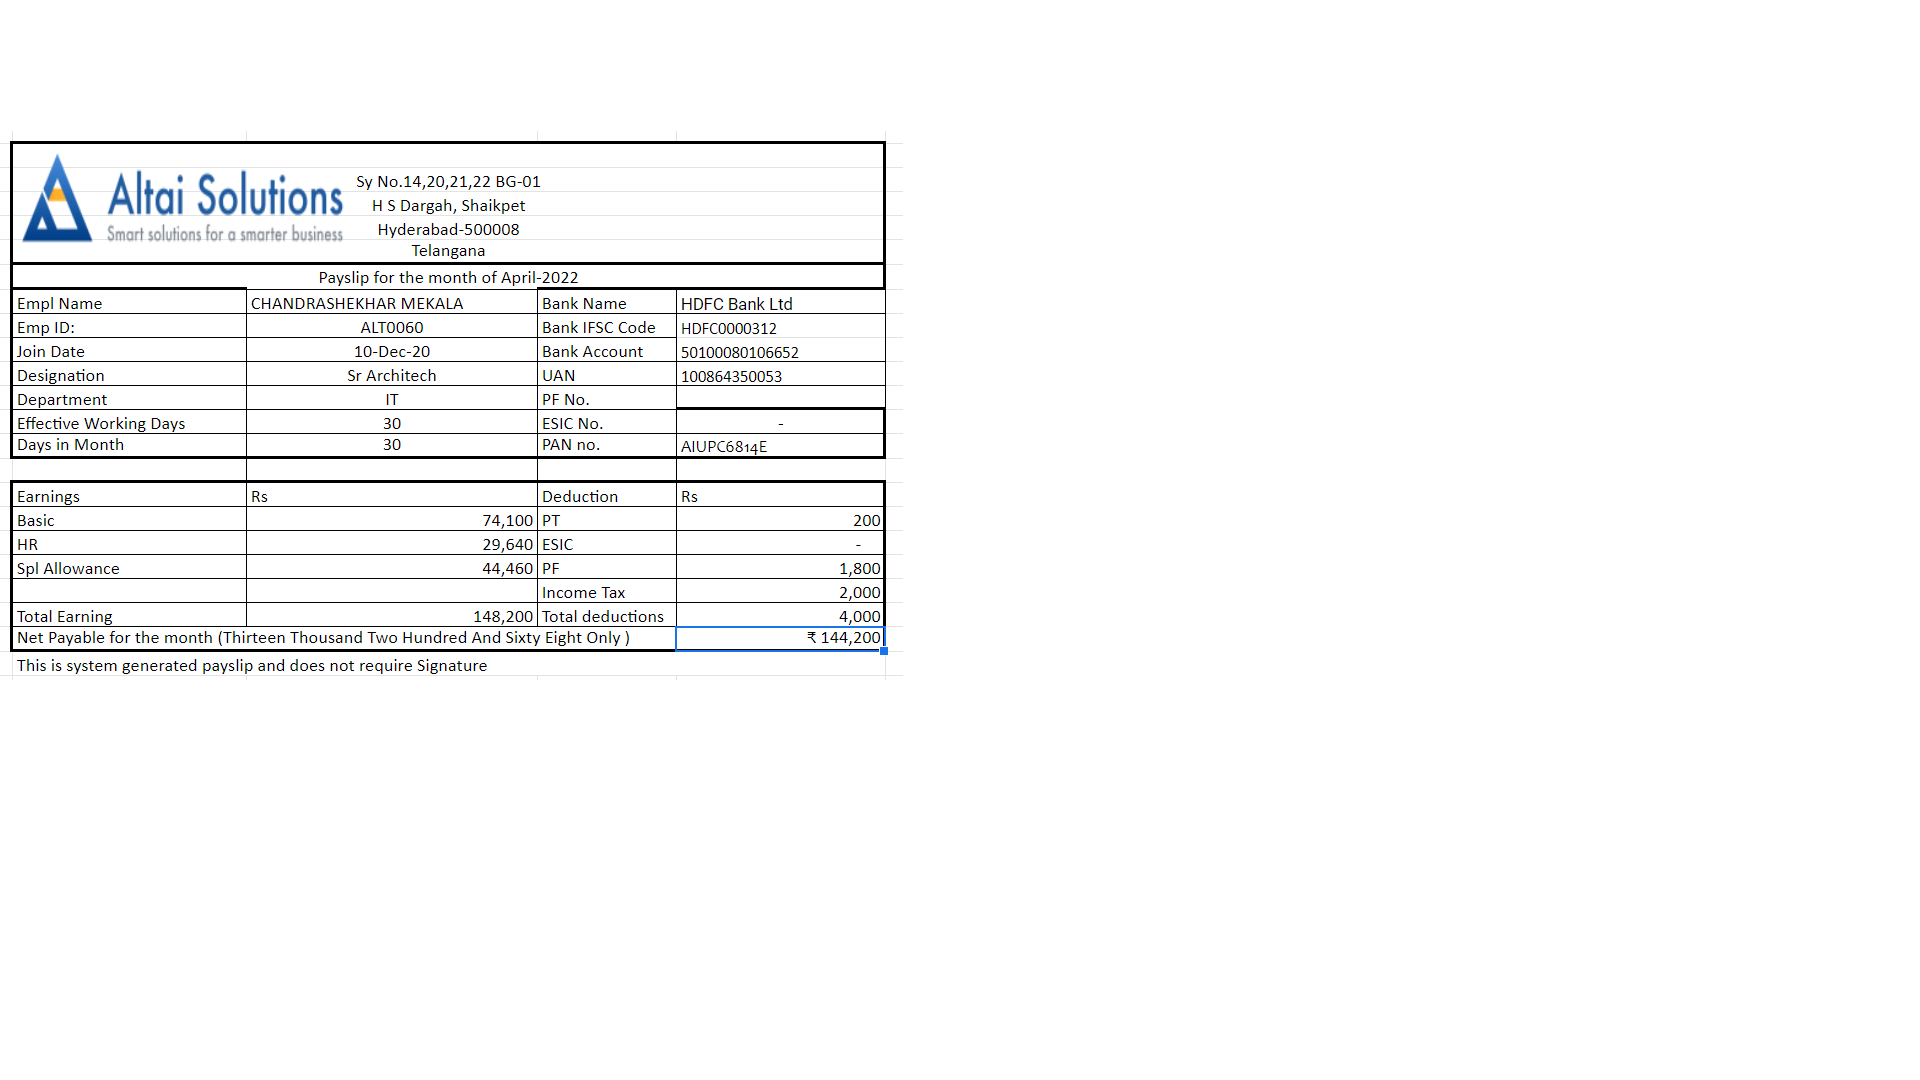 Altai Solutions
Smart solutions for a smarter business
Sy No.14,20,21,22 BG-01
H S Dargah, Shaikpet
Hyderabad-500008
Telangana
Payslip for the month of April-2022
Empl Name CHANDRASHEKHAR MEKALA Bank Name HDFC Bank Ltd
Emp ID: ALT0060 Bank IFSC Code HDFC0000312
Join Date 10-Dec-20 Bank Account 50100080106652
Designation Sr Architech UAN 100864350053
Department IT PF No.
Effective Working Days 30 ESIC No. -
Days in Month 30 PAN no. AIUPC6814E
Earnings Rs Deduction Rs
Basic 74,100 PT 200
HR 29,640 ESIC -
Spl Allowance 44,460 PF 1,800
Income Tax 2,000
Total Earning 148,200 Total deductions 4,000
Net Payable for the month (Thirteen Thousand Two Hundred And Sixty Eight Only ) ₹ 144,200
This is system generated payslip and does not require Signature